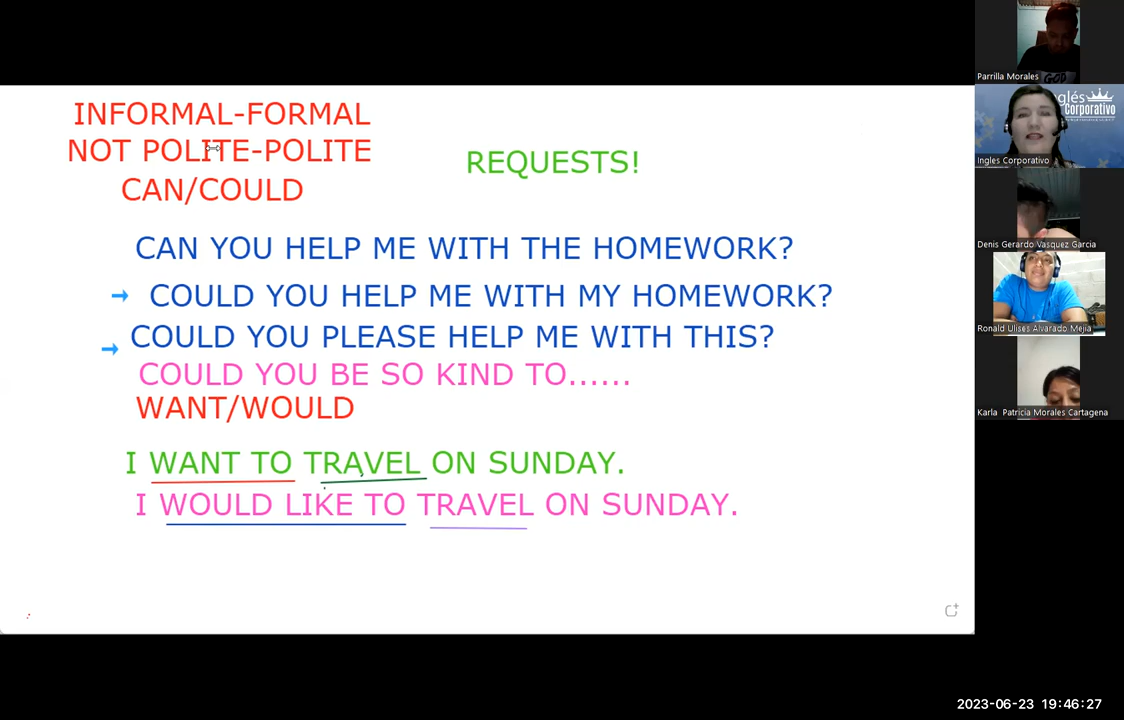 INFORMAL-FORMAL
NOT POLITE-POLITE
CAN/COULD
REQUESTS!
CAN YOU HELP ME WITH THE HOMEWORK?
→ COULD YOU HELP ME WITH MY HOMEWORK?
→ COULD YOU PLEASE HELP ME WITH THIS?
COULD YOU BE SO KIND TO......
WANT/WOULD
I WANT TO TRAVEL ON SUNDAY.
I WOULD LIKE TO TRAVEL ON SUNDAY.
Parrilla Morales
GOD
glés
Corporativo
Ingles Corporativo
Denis Gerardo Vasquez Garcia
Ronald Ulises Alvarado Mejia
Karla Patricia Morales Cartagena
2023-06-23 19:46:27